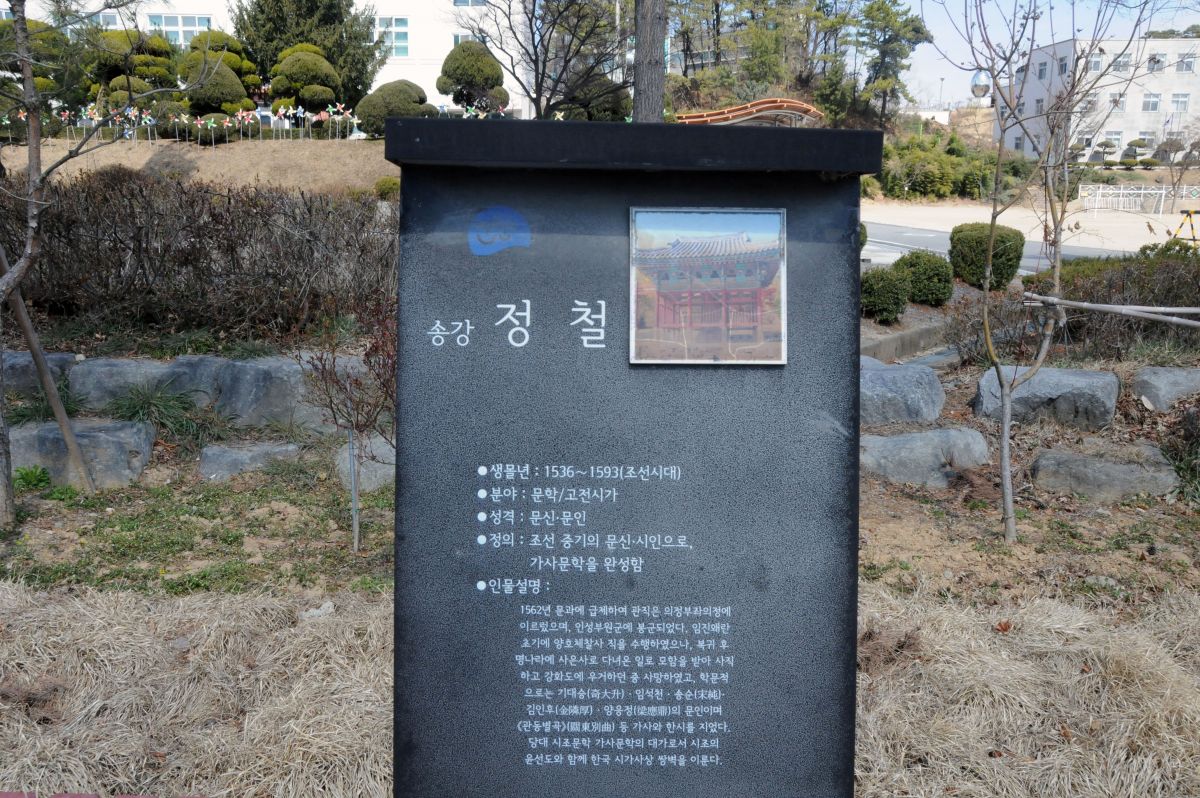 송강 정 철
●생몰년 : 1536~1593(조선시대)
●분야 : 문학/고전시가
●성격 : 문신·문인
●정의 : 조선 중기의 문신·시인으로,
가사문학을 완성함
●인물설명 :
1562년 문과에 급제하여 관직은 의정부좌의정에
이르렀으며, 인성부원군에 봉군되었다. 임진왜란
초기에 양호체찰사 직을 수행하였으나, 복귀 후
명나라에 사은사로 다녀온 일로 모함을 받아 사직
하고 강화도에 우거하던 중 사망하였고, 학문적
으로는 기대승(奇大升)·임석천·송순(宋純)·
김인후(金隣厚)·양응정(梁應鼎)의 문인이며
《관동별곡》(關東別曲) 등 가사와 한시를 지었다.
당대 시조문학 가사문학의 대가로서 시조의
윤선도와 함께 한국 시가사상 쌍벽을 이룬다.